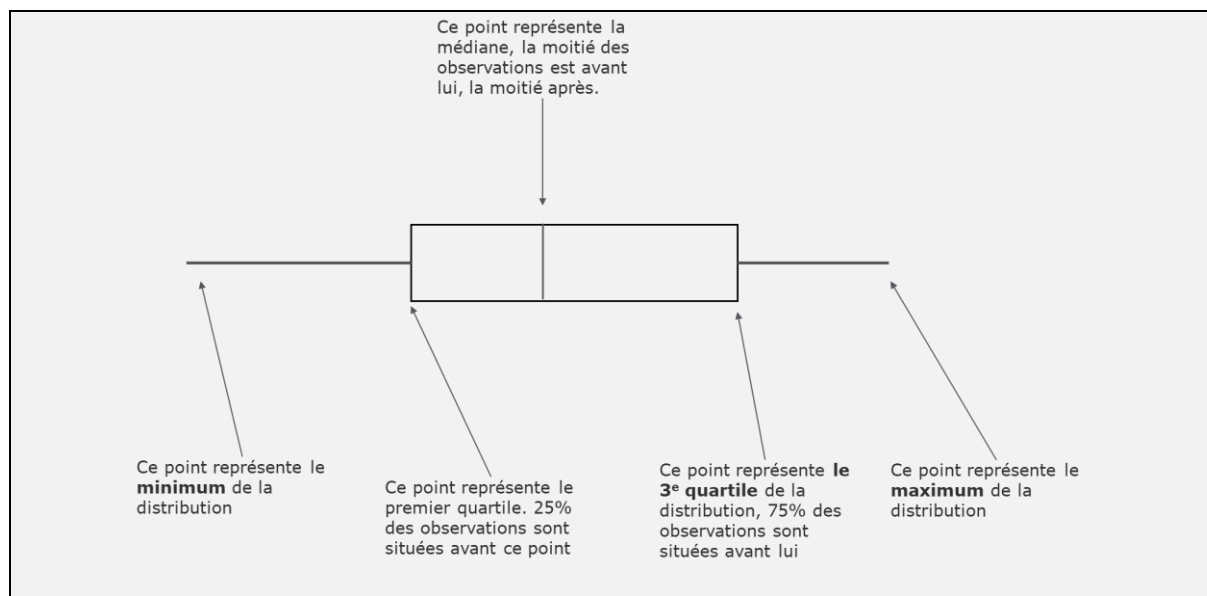 Ce point représente la
médiane, la moitié des
observations est avant
lui, la moitié après.
Ce point représente le
minimum de la
distribution
Ce point représente le
premier quartile. 25%
des observations sont
situées avant ce point
Ce point représente le
3ᵉ quartile de la
distribution, 75% des
observations sont
situées avant lui
Ce point représente le
maximum de la
distribution